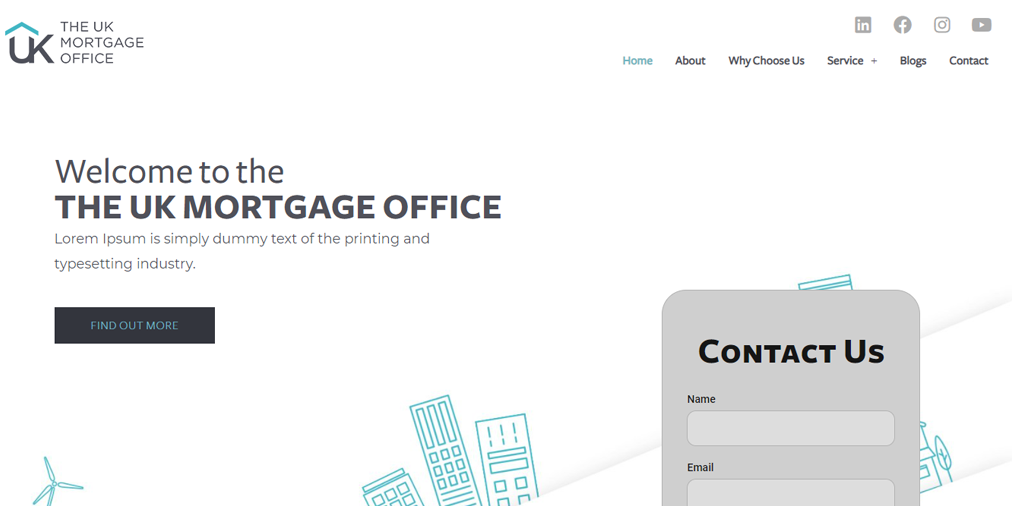 THE UK
MORTGAGE
OFFICE
UK
Home About Why Choose Us Service + Blogs Contact
Welcome to the
THE UK MORTGAGE OFFICE
Lorem Ipsum is simply dummy text of the printing and
typesetting industry.
FIND OUT MORE
Contact Us
Name
Email